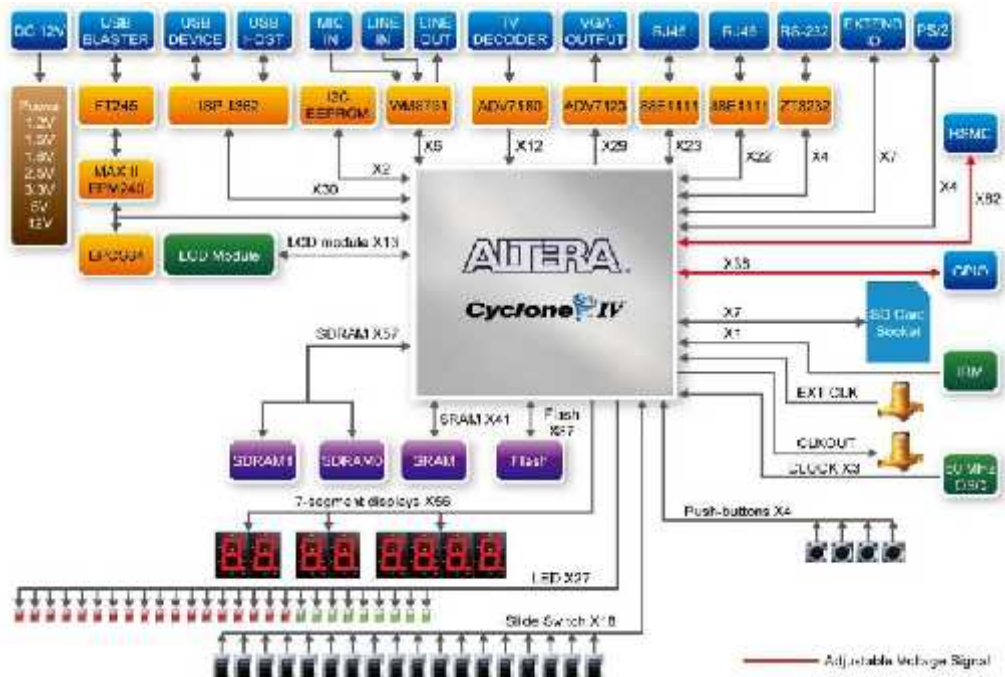 DC 12V
USB BLASTER
USB DEVICE
USB HOST
MIC IN
LINE IN
LINE OUT
TV DECODER
VGA OUTPUT
RJ45
RJ45
RS-232
EXTEND IO
PS/2
Power
1.2V
1.5V
1.8V
2.5V
3.3V
5V
12V
FT245
ISP 1362
I2C EEPROM
WM8731
ADV7180
ADV7123
88E1111
88E1111
ZT3232
HSMC
MAX II EPM240
X6
X12
X29
X23
X22
X4
X7
X4
X82
X2
X30
EPCS64
LCD Module
LCD module X13
ALTERA
Cyclone IV
X36
GPIO
X7
SD Card Socket
X1
IRM
SDRAM X57
EXT CLK
SRAM X41
Flash
CLKOUT
CLOCK X3
50 MHz OSC
SDRAM1
SDRAM0
SRAM
Flash
7-segment displays X56
Push-buttons X4
LED X27
Slide Switch X18
Adjustable Voltage Signal